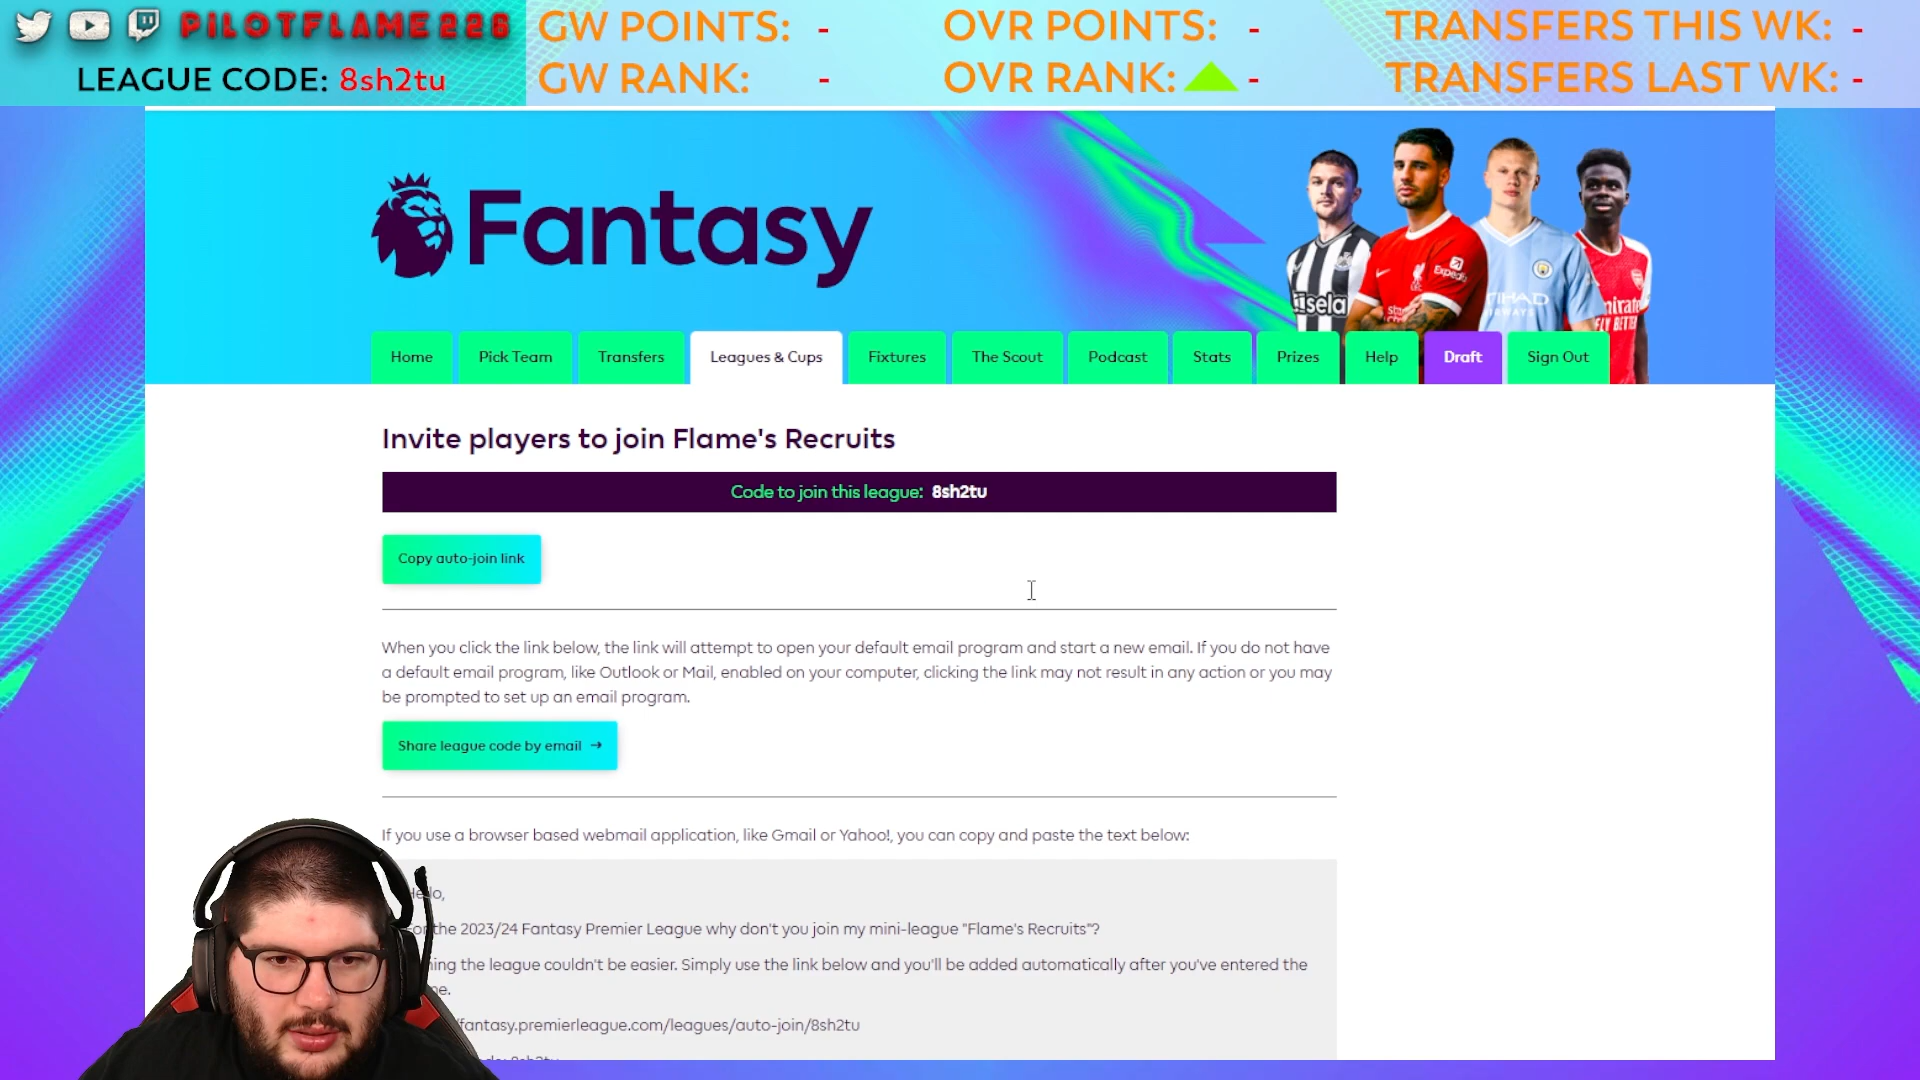 PILOTFLAME226
LEAGUE CODE: 8sh2tu
GW POINTS: -
GW RANK: -
OVR POINTS: -
OVR RANK: -
TRANSFERS THIS WK: -
TRANSFERS LAST WK: -
Fantasy
Expedia
Home
Pick Team
Transfers
Leagues & Cups
Fixtures
The Scout
Podcast
Stats
Prizes
Help
Draft
Sign Out
Invite players to join Flame's Recruits
Code to join this league: 8sh2tu
Copy auto-join link
When you click the link below, the link will attempt to open your default email program and start a new email. If you do not have
a default email program, like Outlook or Mail, enabled on your computer, clicking the link may not result in any action or you may
be prompted to set up an email program.
Share league code by email →
If you use a browser based webmail application, like Gmail or Yahoo!, you can copy and paste the text below:
Hello,
For the 2023/24 Fantasy Premier League why don't you join my mini-league "Flame's Recruits"?
the league couldn't be easier. Simply use the link below and you'll be added automatically after you've entered the
/fantasy.premierleague.com/leagues/auto-join/8sh2tu
8sh2tu